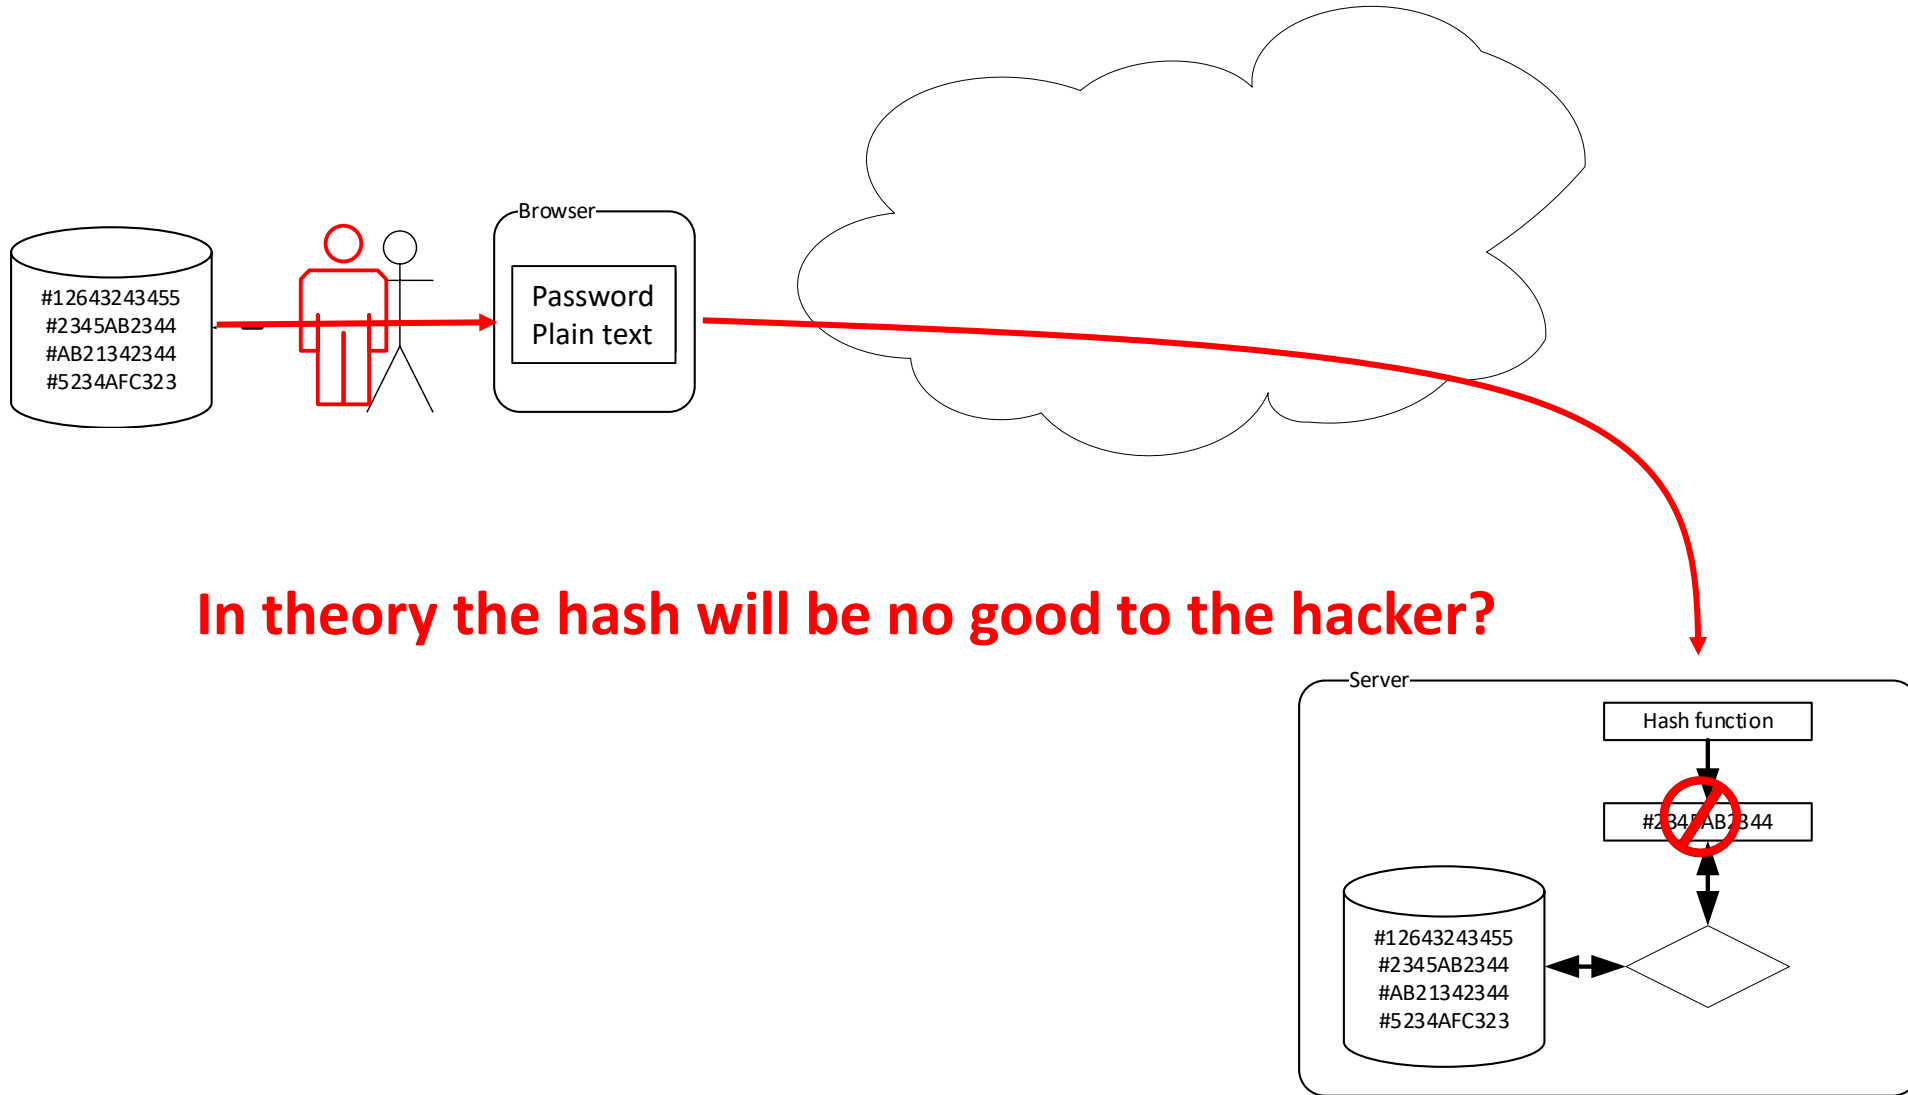 Browser
#12643243455
#2345AB2344
#AB21342344
#5234AFC323
Password
Plain text
In theory the hash will be no good to the hacker?
Server
Hash function
#2345AB2344
#12643243455
#2345AB2344
#AB21342344
#5234AFC323